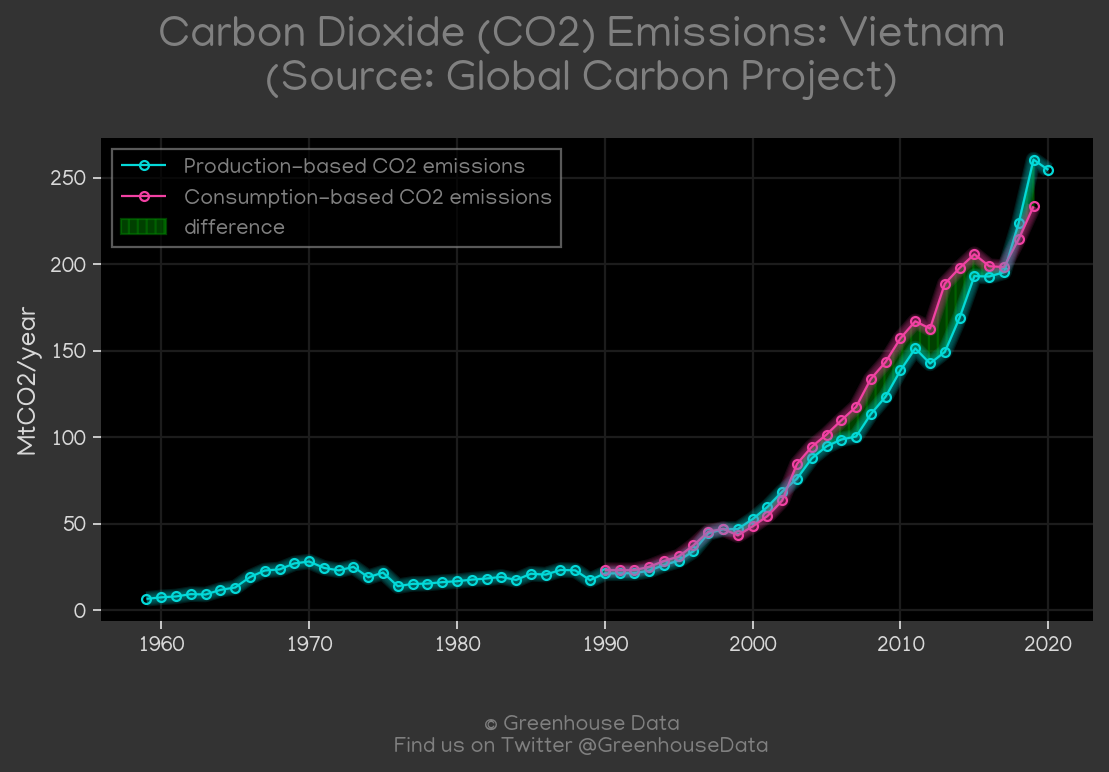 Carbon Dioxide (CO2) Emissions: Vietnam
(Source: Global Carbon Project)
Production-based CO2 emissions
Consumption-based CO2 emissions
difference
MtCO2/year
250
200
150
100
50
0
1960 1970 1980 1990 2000 2010 2020
© Greenhouse Data
Find us on Twitter @GreenhouseData